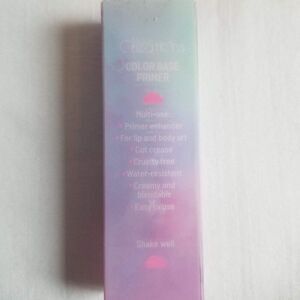 Creations
COLOR BASE
PRIMER
Multi-use
• Primer enhancer
• For lip and body art
• Cut crease
• Cruelty free
• Water-resistant
• Creamy and
blendable
• Easy to use
Shake well